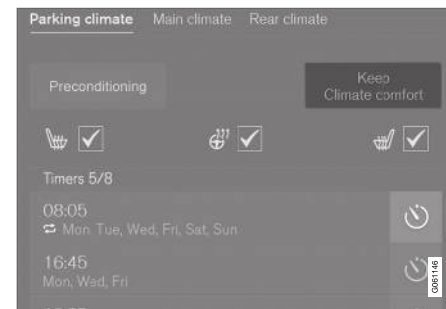 Parking climate Main climate Rear climate
Preconditioning
Keep
Climate comfort
Timers 5/8
08:05
Mon, Tue, Wed, Fri, Sat, Sun
16:45
Mon, Wed, Fri
G061146